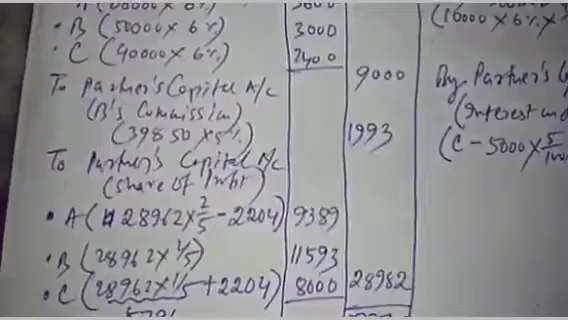 3000
(16000 x 6% x
• B (50000 x 6%) 3000
• C (40000 x 6%) 2400
To Partner's Capital A/c 9000
By Partner's
(B's Commission)
(39850 x 5%) 1993
(C - 5000 x 5/100
To Partner's Capital A/c
(Share of Profit)
• A (28962 x 2/5 - 2204) 9389
• B (28962 x 2/5) 11593
• C (28962 x 1/5 + 2204) 8000 28982